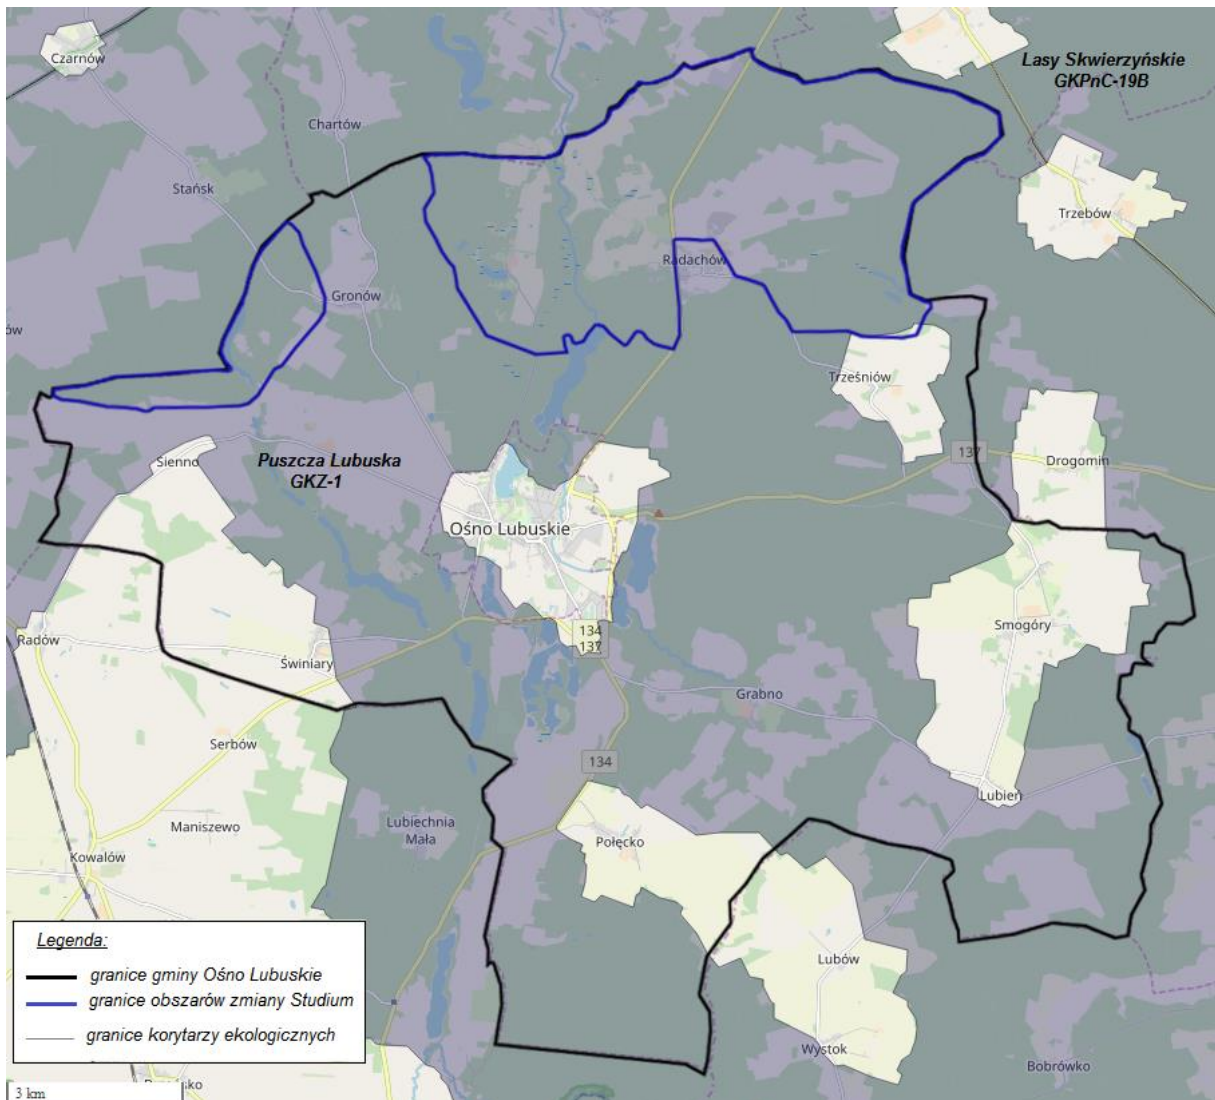 Czarnów
Lasy Skwierzyńskie
GKPnC-19B
Chartów
Stańsk
Trzebów
Radachów
Gronów
ów
Trześniów
Sienno
Puszcza Lubuska
GKZ-1
137
Drogomin
Ośno Lubuskie
Radów
134
137
Smogóry
Świniary
Grabno
Serbów
134
Lubień
Maniszewo
Lubiechnia
Mała
Połęcko
Kowalów
Legenda:
granice gminy Ośno Lubuskie
granice obszarów zmiany Studium
granice korytarzy ekologicznych
Lubów
Wystok
Bobrówko
sko
3 km